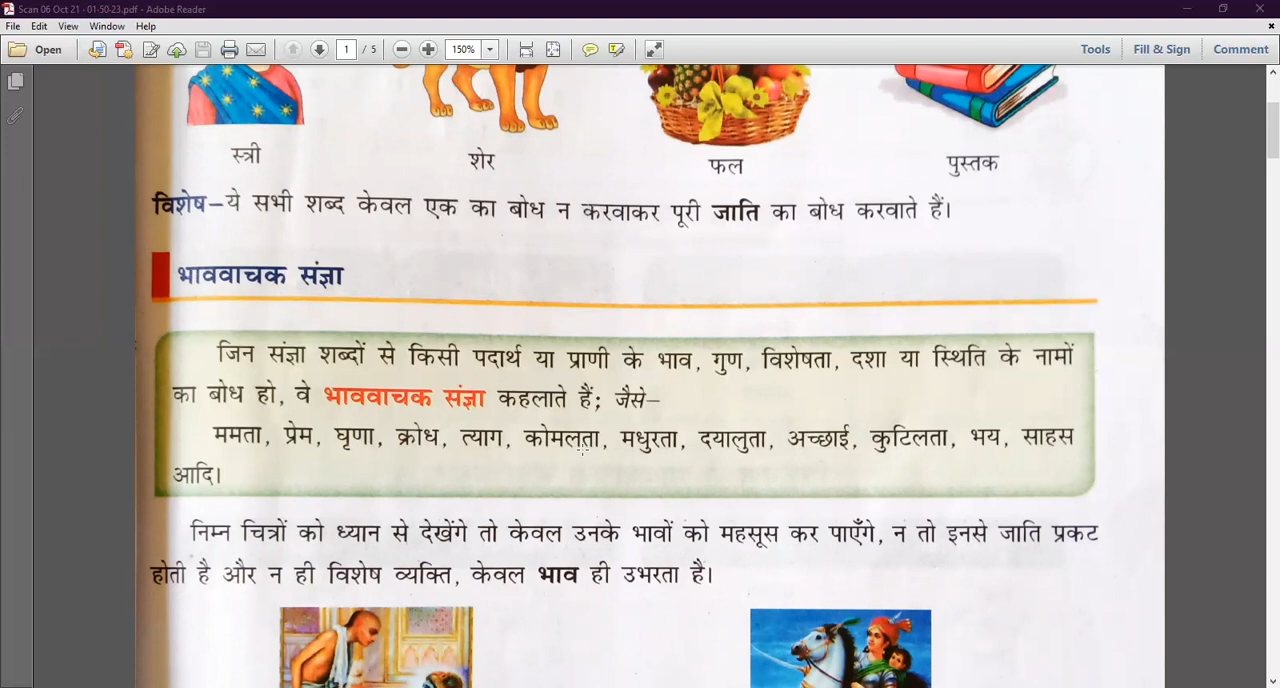 Scan 06 Oct 21 - 01-50-23.pdf - Adobe Reader
File Edit View Window Help
Open 1 / 5 150% Tools Fill & Sign Comment
स्त्री शेर फल पुस्तक
विशेष–ये सभी शब्द केवल एक का बोध न करवाकर पूरी जाति का बोध करवाते हैं।
भाववाचक संज्ञा
जिन संज्ञा शब्दों से किसी पदार्थ या प्राणी के भाव, गुण, विशेषता, दशा या स्थिति के नामों
का बोध हो, वे भाववाचक संज्ञा कहलाते हैं; जैसे–
ममता, प्रेम, घृणा, क्रोध, त्याग, कोमलता, मधुरता, दयालुता, अच्छाई, कुटिलता, भय, साहस
आदि।
निम्न चित्रों को ध्यान से देखेंगे तो केवल उनके भावों को महसूस कर पाएँगे, न तो इनसे जाति प्रकट
होती है और न ही विशेष व्यक्ति, केवल भाव ही उभरता है।